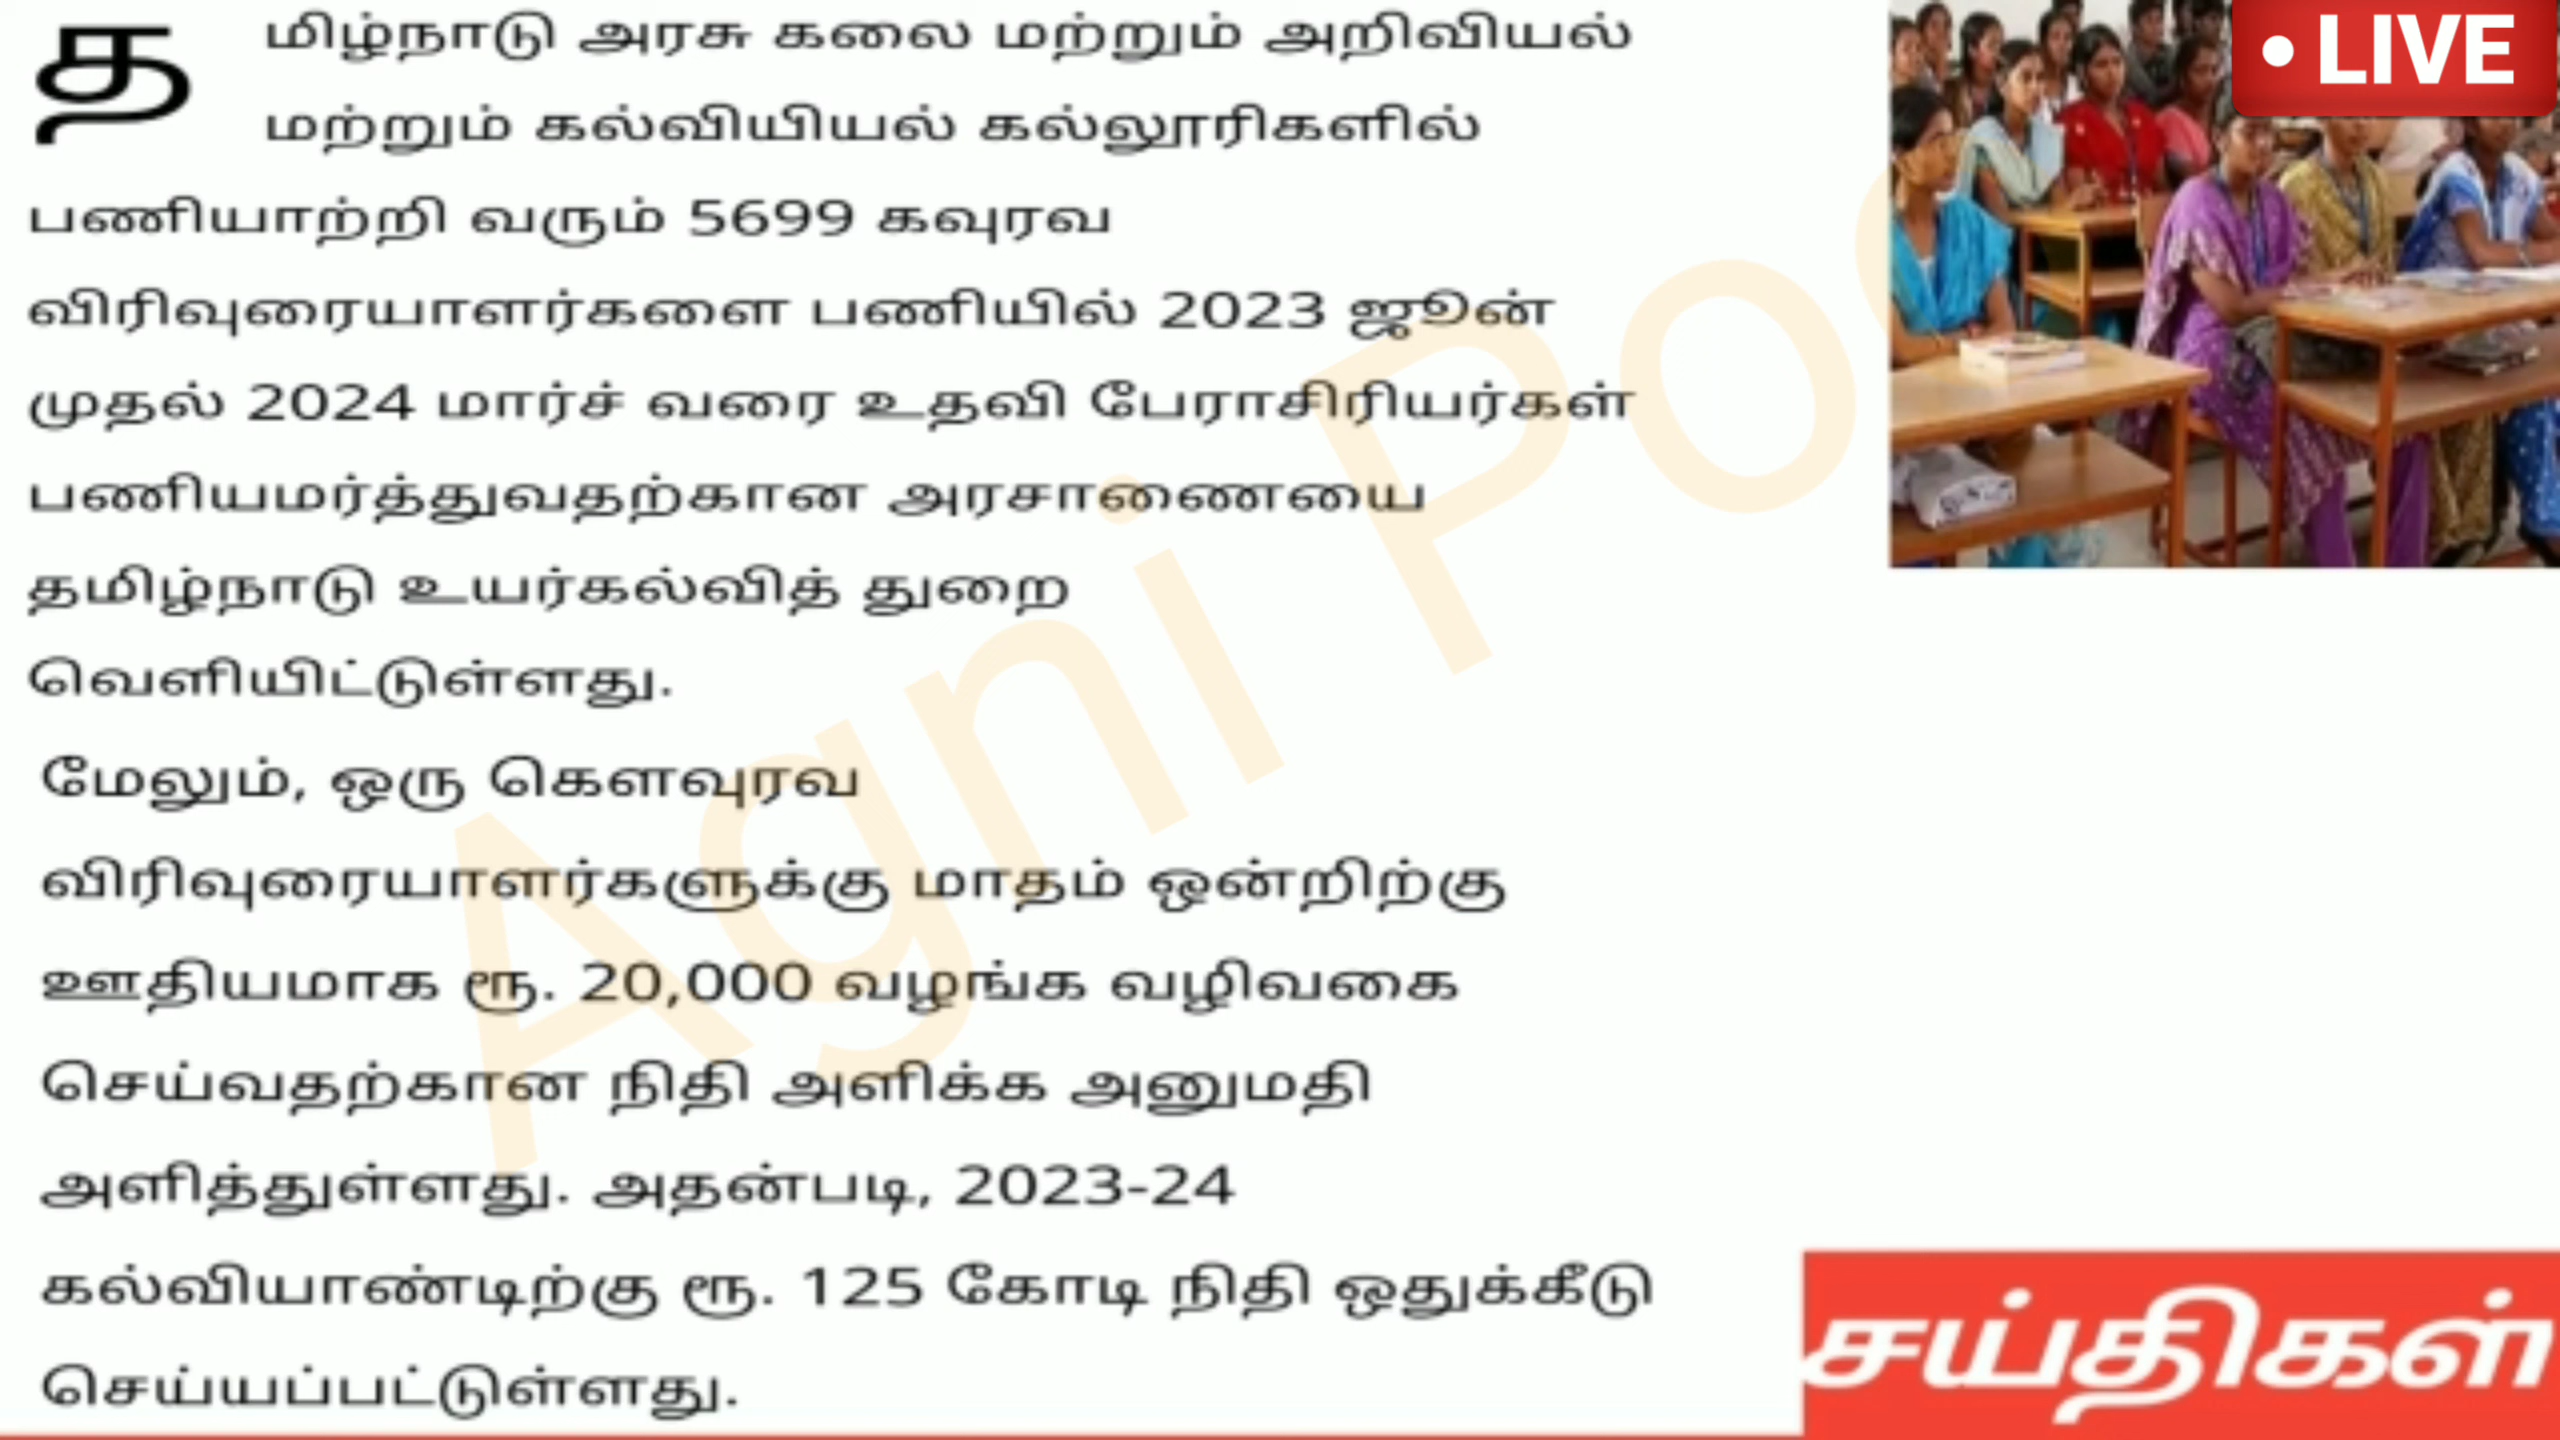 தமிழ்நாடு அரசு கலை மற்றும் அறிவியல்
மற்றும் கல்வியியல் கல்லூரிகளில்
பணியாற்றி வரும் 5699 கவுரவ
விரிவுரையாளர்களை பணியில் 2023 ஜூன்
முதல் 2024 மார்ச் வரை உதவி பேராசிரியர்கள்
பணியமர்த்துவதற்கான அரசாணையை
தமிழ்நாடு உயர்கல்வித் துறை
வெளியிட்டுள்ளது.
மேலும், ஒரு கௌவுரவ
விரிவுரையாளர்களுக்கு மாதம் ஒன்றிற்கு
ஊதியமாக ரூ. 20,000 வழங்க வழிவகை
செய்வதற்கான நிதி அளிக்க அனுமதி
அளித்துள்ளது. அதன்படி, 2023-24
கல்வியாண்டிற்கு ரூ. 125 கோடி நிதி ஒதுக்கீடு
செய்யப்பட்டுள்ளது.
• LIVE
Agni
சய்திகள்